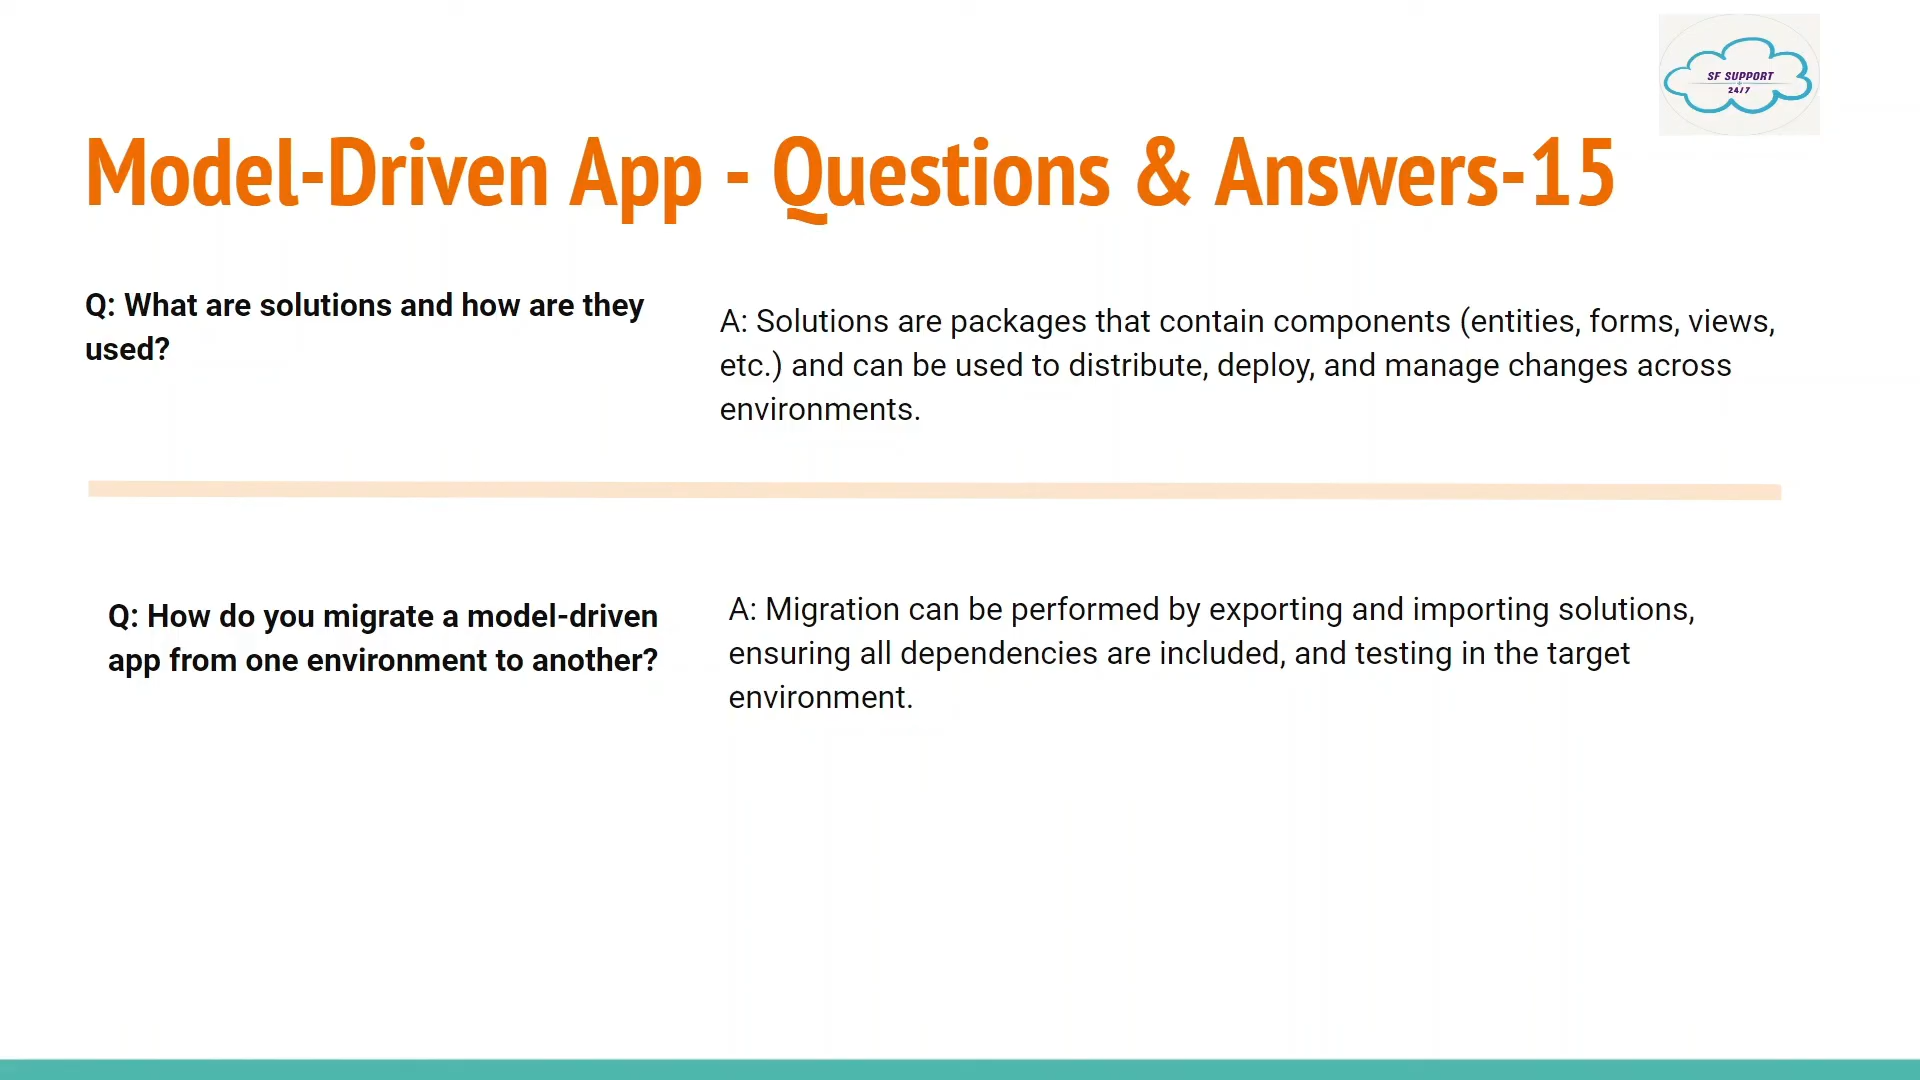 SF SUPPORT
24/7
Model-Driven App - Questions & Answers-15
Q: What are solutions and how are they
used?
A: Solutions are packages that contain components (entities, forms, views,
etc.) and can be used to distribute, deploy, and manage changes across
environments.
Q: How do you migrate a model-driven
app from one environment to another?
A: Migration can be performed by exporting and importing solutions,
ensuring all dependencies are included, and testing in the target
environment.